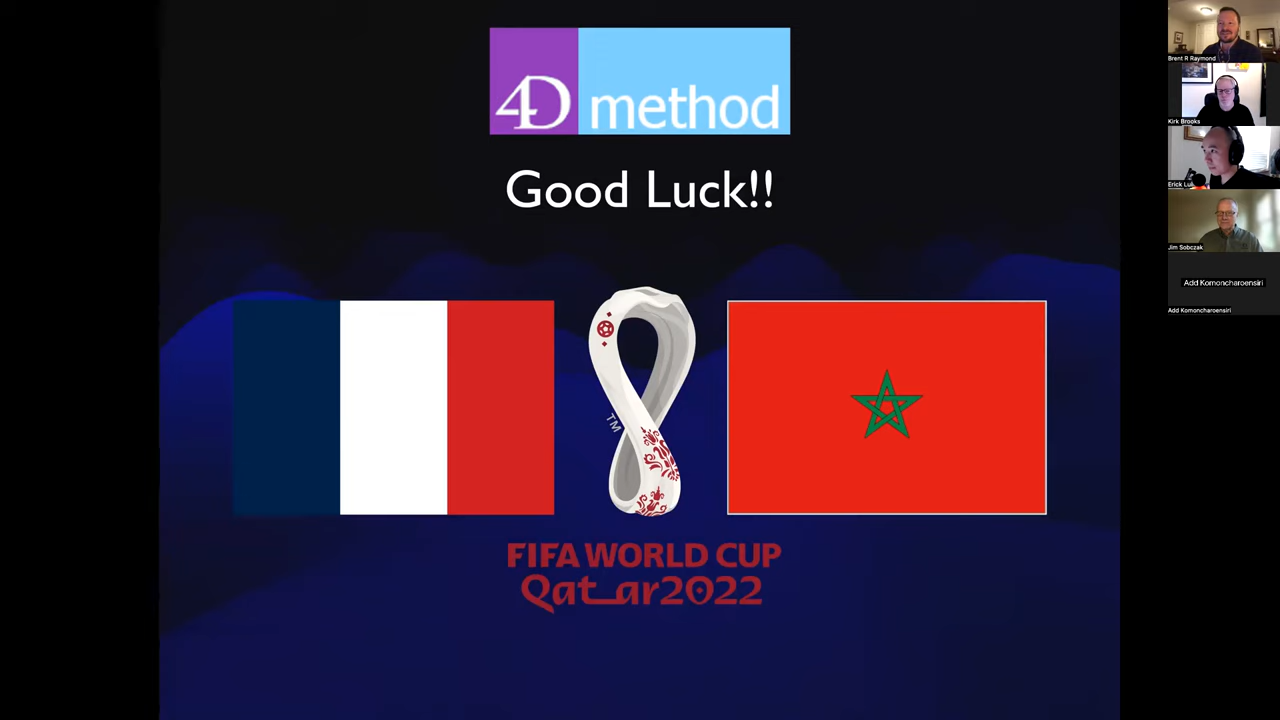 4D method
Good Luck!!
TM
FIFA WORLD CUP
Qatar2022
Brent R Raymond
Kirk Brooks
Jim Sobczak
Add Komoncharoensiri
Add Komoncharoensiri